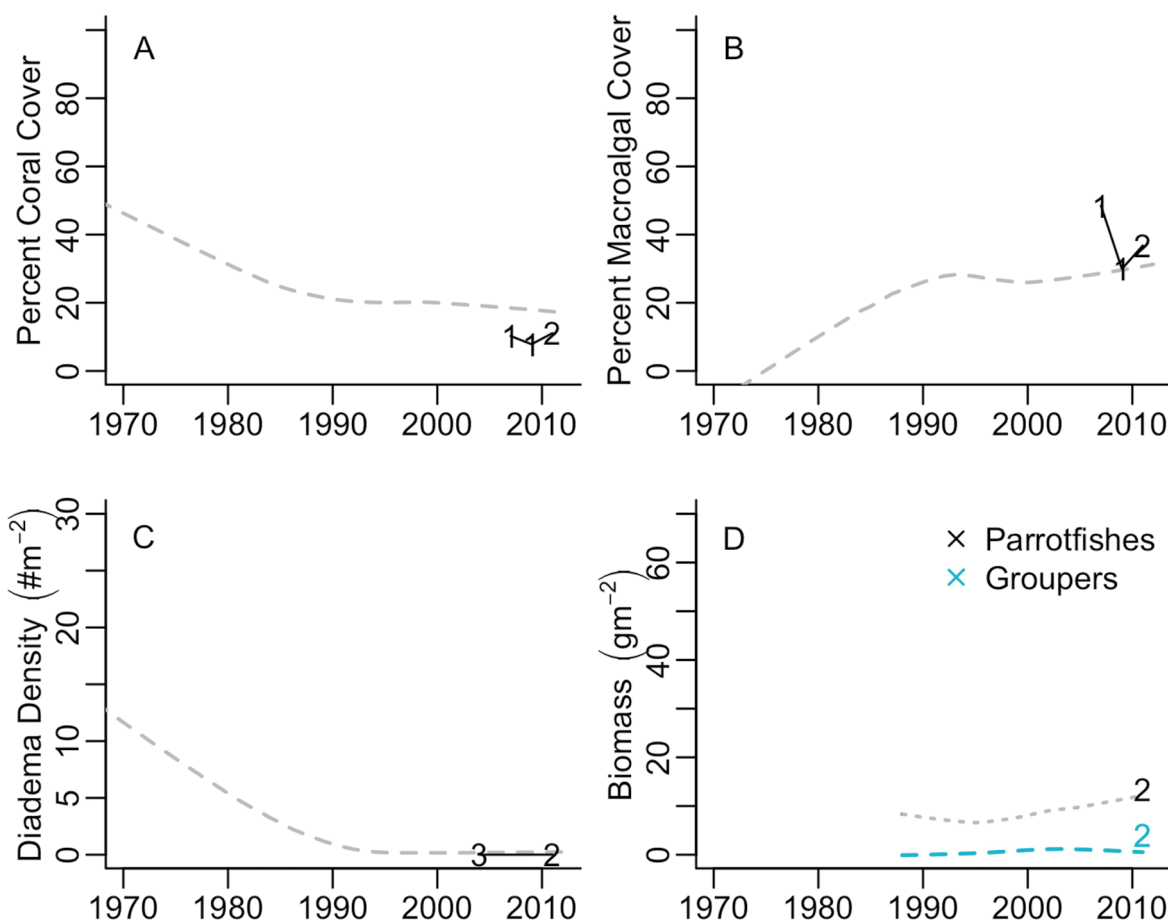 A
Percent Coral Cover
0 20 40 60 80
1 1 2
1970 1980 1990 2000 2010
B
Percent Macroalgal Cover
0 20 40 60 80
1 1 2
1970 1980 1990 2000 2010
C
Diadema Density (#m⁻²)
0 5 10 20 30
3 2
1970 1980 1990 2000 2010
D
Parrotfishes
Groupers
Biomass (gm⁻²)
0 20 40 60
2
2
1970 1980 1990 2000 2010